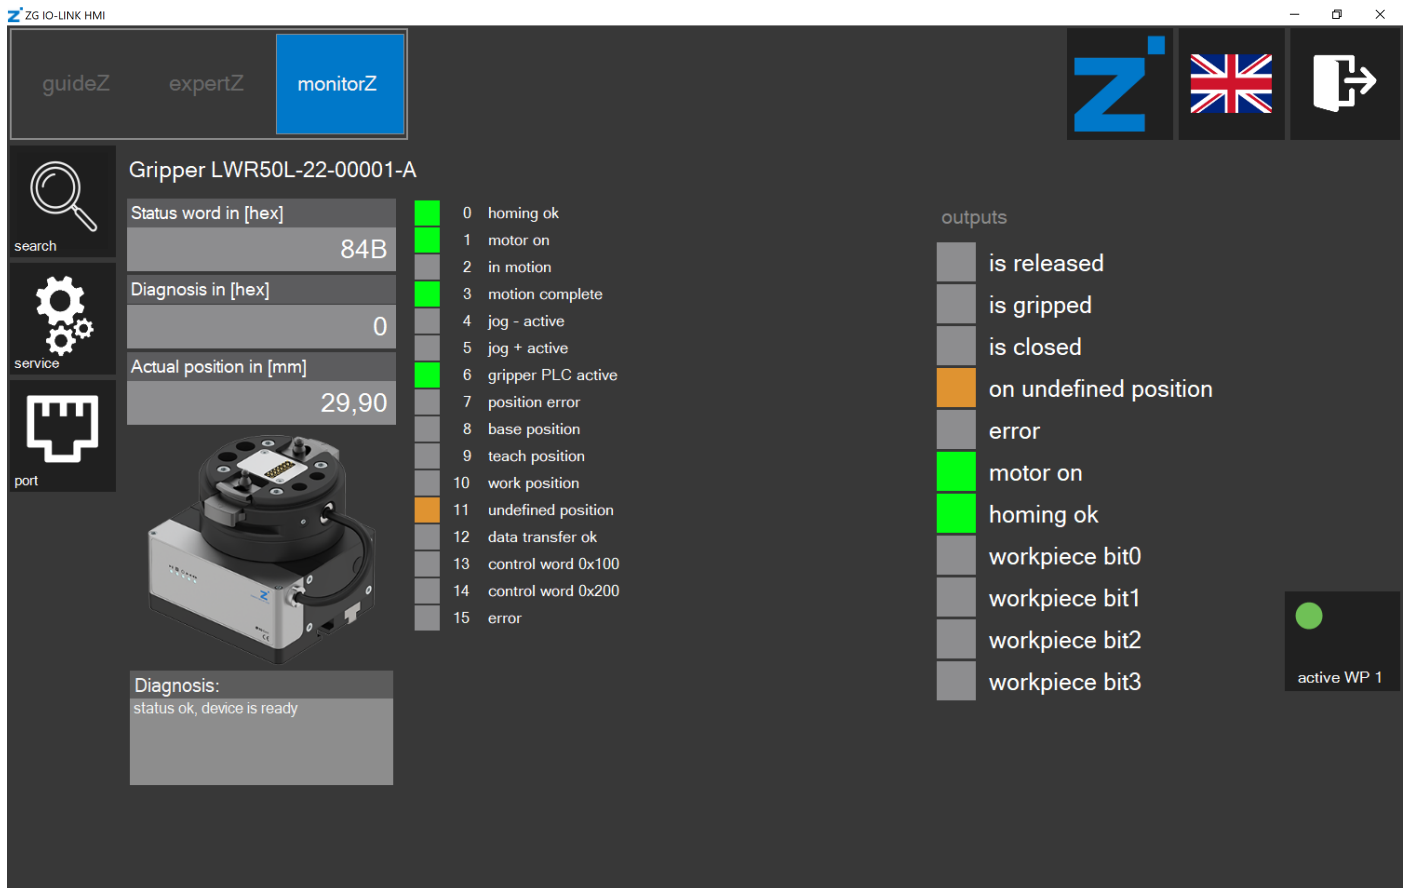 ZG IO-LINK HMI
guideZ
expertZ
monitorZ
search
service
port
Gripper LWR50L-22-00001-A
Status word in [hex]
84B
Diagnosis in [hex]
0
Actual position in [mm]
29,90
Diagnosis:
status ok, device is ready
0 homing ok
1 motor on
2 in motion
3 motion complete
4 jog - active
5 jog + active
6 gripper PLC active
7 position error
8 base position
9 teach position
10 work position
11 undefined position
12 data transfer ok
13 control word 0x100
14 control word 0x200
15 error
outputs
is released
is gripped
is closed
on undefined position
error
motor on
homing ok
workpiece bit0
workpiece bit1
workpiece bit2
workpiece bit3
active WP 1